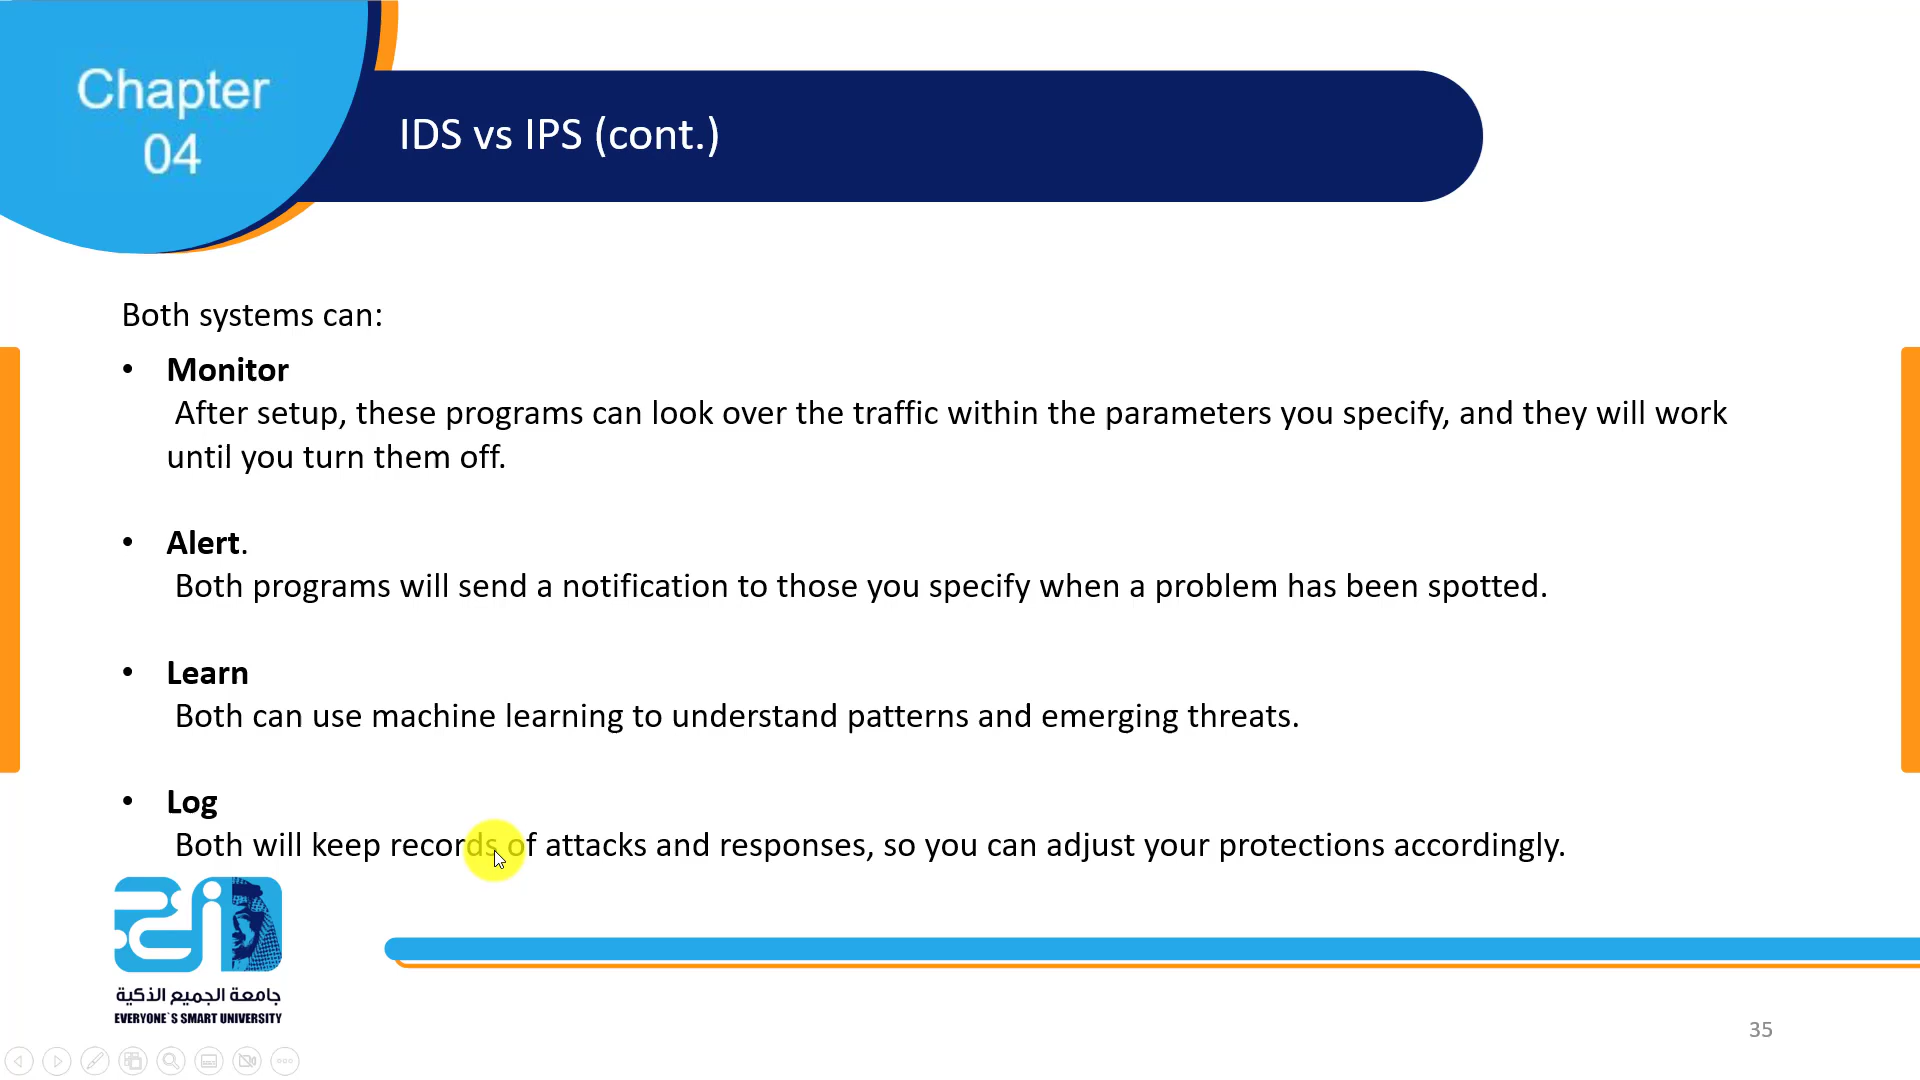 Chapter
04
IDS vs IPS (cont.)
Both systems can:
• Monitor
After setup, these programs can look over the traffic within the parameters you specify, and they will work
until you turn them off.
• Alert.
Both programs will send a notification to those you specify when a problem has been spotted.
• Learn
Both can use machine learning to understand patterns and emerging threats.
• Log
Both will keep records of attacks and responses, so you can adjust your protections accordingly.
جامعة الجميع الذكية
EVERYONE`S SMART UNIVERSITY
35